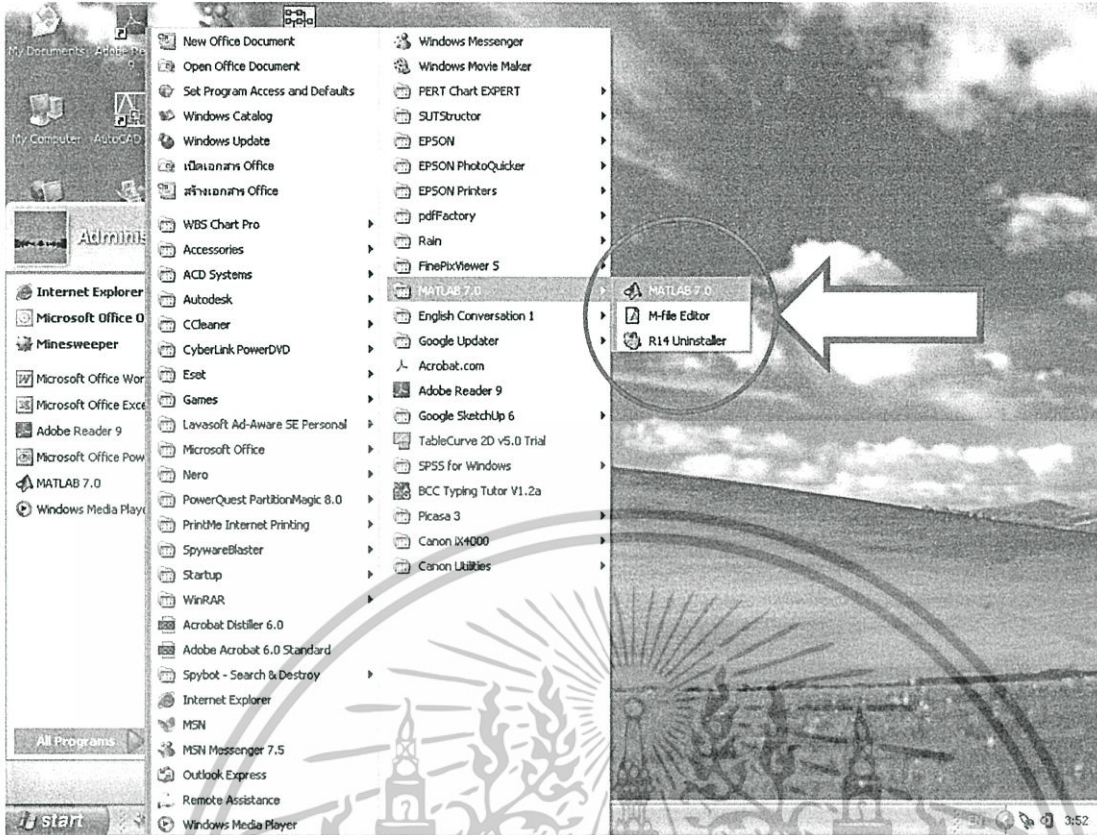 My Documents
Adobe Re
9
My Computer
AutoCAD
Adminis
Internet Explorer
Microsoft Office O
Minesweeper
Microsoft Office Wor
Microsoft Office Exce
Adobe Reader 9
Microsoft Office Pow
MATLAB 7.0
Windows Media Playe
All Programs
start
New Office Document
Open Office Document
Set Program Access and Defaults
Windows Catalog
Windows Update
เปิดเอกสาร Office
สร้างเอกสาร Office
WBS Chart Pro
Accessories
ACD Systems
Autodesk
CCleaner
CyberLink PowerDVD
Eset
Games
Lavasoft Ad-Aware SE Personal
Microsoft Office
Nero
PowerQuest PartitionMagic 8.0
PrintMe Internet Printing
SpywareBlaster
Startup
WinRAR
Acrobat Distiller 6.0
Adobe Acrobat 6.0 Standard
Spybot - Search & Destroy
Internet Explorer
MSN
MSN Messenger 7.5
Outlook Express
Remote Assistance
Windows Media Player
Windows Messenger
Windows Movie Maker
PERT Chart EXPERT
SUTStructor
EPSON
EPSON PhotoQuicker
EPSON Printers
pdfFactory
Rain
FinePixViewer S
MATLAB 7.0
English Conversation 1
Google Updater
Acrobat.com
Adobe Reader 9
Google SketchUp 6
TableCurve 2D v5.0 Trial
SPSS for Windows
BCC Typing Tutor V1.2a
Picasa 3
Canon iX4000
Canon Utilities
MATLAB 7.0
M-file Editor
R14 Uninstaller
3:52